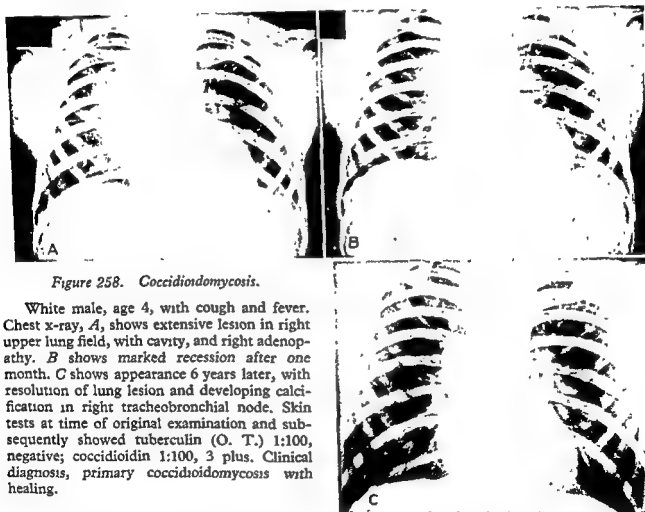 A
B
Figure 258. Coccidioidomycosis.
White male, age 4, with cough and fever.
Chest x-ray, A, shows extensive lesion in right
upper lung field, with cavity, and right adenop-
athy. B shows marked recession after one
month. C shows appearance 6 years later, with
resolution of lung lesion and developing calci-
fication in right tracheobronchial node. Skin
tests at time of original examination and sub-
sequently showed tuberculin (O. T.) 1:100,
negative; coccidioidin 1:100, 3 plus. Clinical
diagnosis, primary coccidioidomycosis with
healing.
C